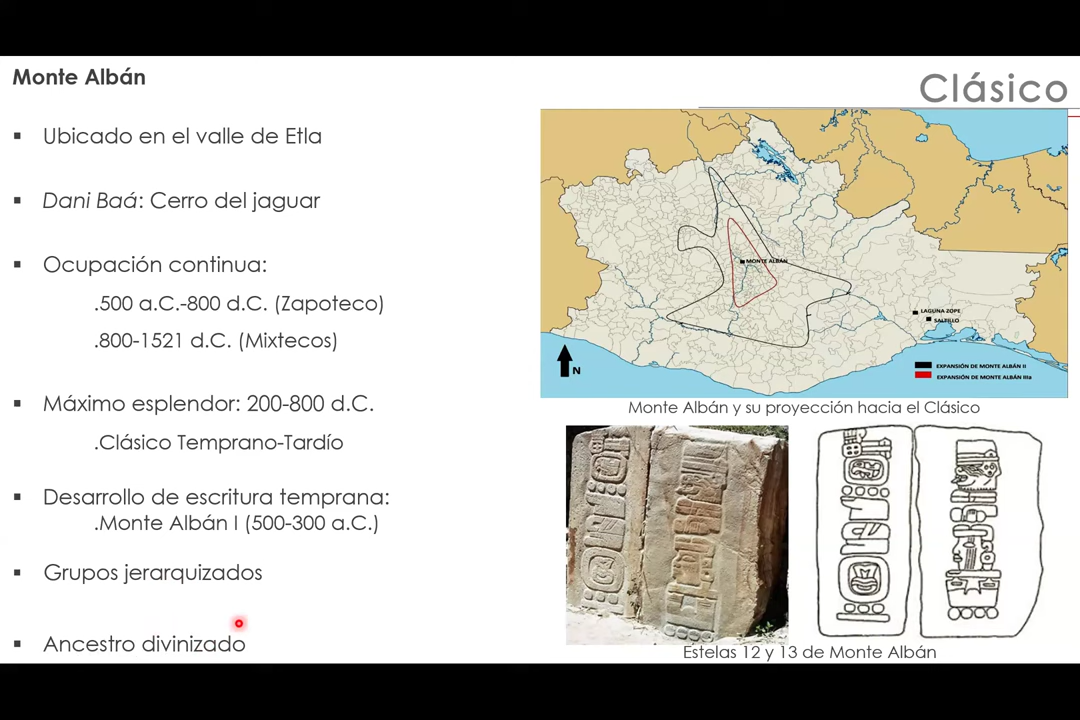 Monte Albán
Clásico
▪ Ubicado en el valle de Etla
▪ Dani Baá: Cerro del jaguar
▪ Ocupación continua:
.500 a.C.-800 d.C. (Zapoteco)
.800-1521 d.C. (Mixtecos)
▪ Máximo esplendor: 200-800 d.C.
.Clásico Temprano-Tardío
▪ Desarrollo de escritura temprana:
.Monte Albán I (500-300 a.C.)
▪ Grupos jerarquizados
▪ Ancestro divinizado
MONTE ALBÁN
LAGUNA ZOPE
SALTILLO
N
EXPANSIÓN DE MONTE ALBÁN II
EXPANSIÓN DE MONTE ALBÁN IIIa
Monte Albán y su proyección hacia el Clásico
Estelas 12 y 13 de Monte Albán